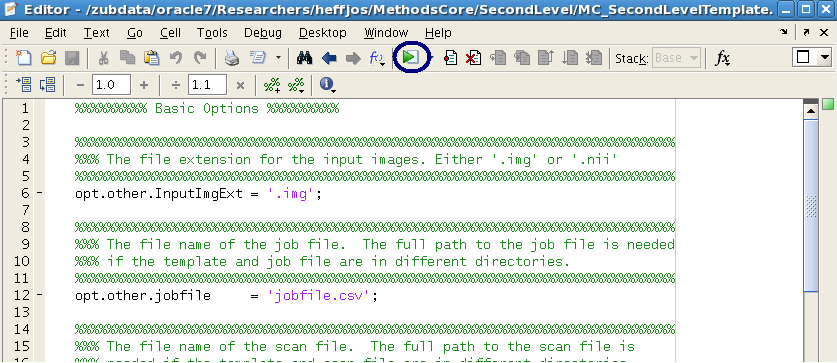 Editor - /zubdata/oracle7/Researchers/heffjos/MethodsCore/SecondLevel/MC_SecondLevelTemplate.
File Edit Text Go Cell Tools Debug Desktop Window Help
Stack: Base fx
- 1.0 + ÷ 1.1 ×
1 %%%%%%%%% Basic Options %%%%%%%%%
2
3 %%%%%%%%%%%%%%%%%%%%%%%%%%%%%%%%%%%%%%%%%%%%%%%%%%%%%%%%%%%%%%%%%%%%%%%%%%%
4 %%% The file extension for the input images. Either '.img' or '.nii'
5 %%%%%%%%%%%%%%%%%%%%%%%%%%%%%%%%%%%%%%%%%%%%%%%%%%%%%%%%%%%%%%%%%%%%%%%%%%%
6 - opt.other.InputImgExt = '.img';
7
8 %%%%%%%%%%%%%%%%%%%%%%%%%%%%%%%%%%%%%%%%%%%%%%%%%%%%%%%%%%%%%%%%%%%%%%%%%%%
9 %%% The file name of the job file.  The full path to the job file is needed
10 %%% if the template and job file are in different directories.
11 %%%%%%%%%%%%%%%%%%%%%%%%%%%%%%%%%%%%%%%%%%%%%%%%%%%%%%%%%%%%%%%%%%%%%%%%%%%
12 - opt.other.jobfile     = 'jobfile.csv';
13
14 %%%%%%%%%%%%%%%%%%%%%%%%%%%%%%%%%%%%%%%%%%%%%%%%%%%%%%%%%%%%%%%%%%%%%%%%%%%
15 %%% The file name of the scan file.  The full path to the scan file is